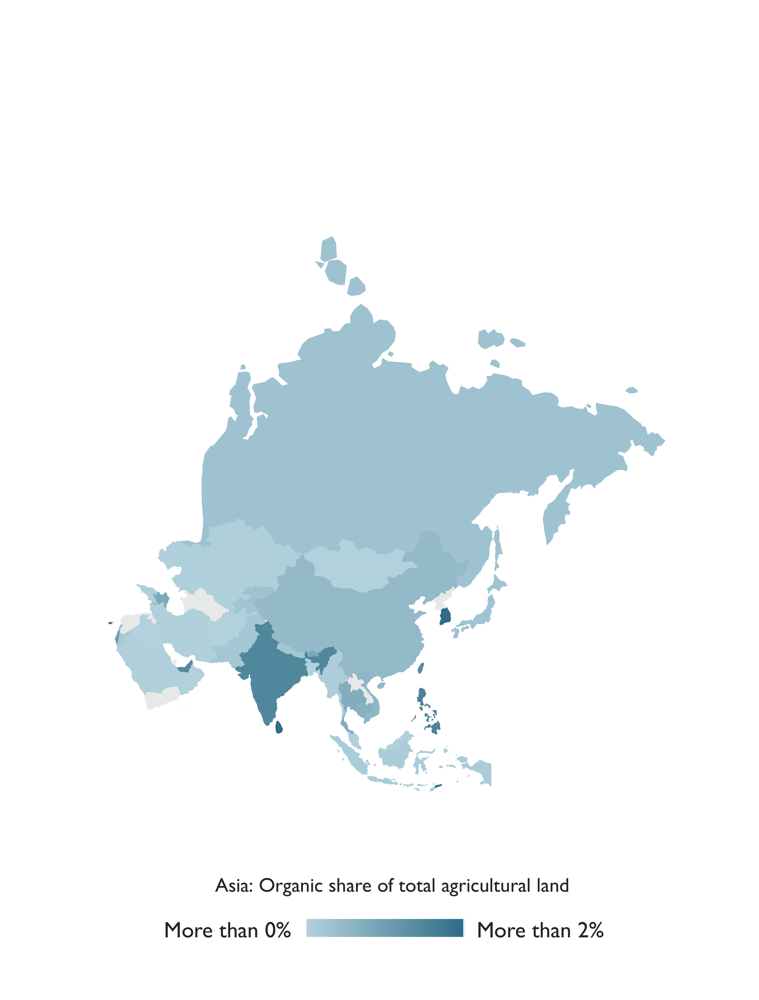 Asia: Organic share of total agricultural land
More than 0% More than 2%